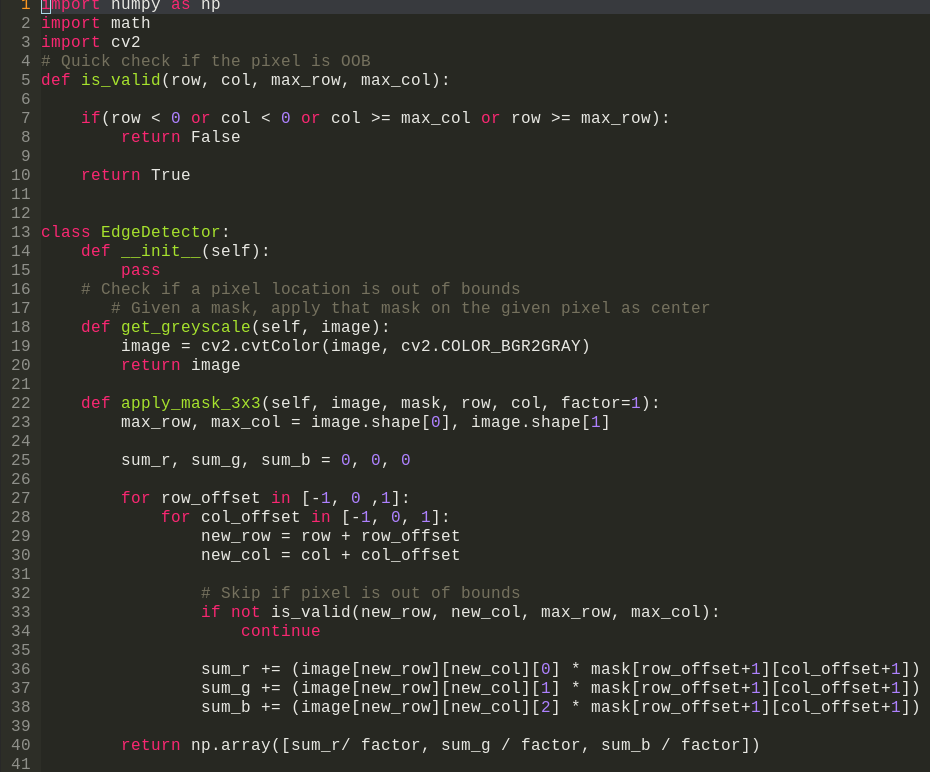 1 import numpy as np
2 import math
3 import cv2
4 # Quick check if the pixel is OOB
5 def is_valid(row, col, max_row, max_col):
6
7     if(row < 0 or col < 0 or col >= max_col or row >= max_row):
8         return False
9
10     return True
11
12
13 class EdgeDetector:
14     def __init__(self):
15         pass
16     # Check if a pixel location is out of bounds
17        # Given a mask, apply that mask on the given pixel as center
18     def get_greyscale(self, image):
19         image = cv2.cvtColor(image, cv2.COLOR_BGR2GRAY)
20         return image
21
22     def apply_mask_3x3(self, image, mask, row, col, factor=1):
23         max_row, max_col = image.shape[0], image.shape[1]
24
25         sum_r, sum_g, sum_b = 0, 0, 0
26
27         for row_offset in [-1, 0 ,1]:
28             for col_offset in [-1, 0, 1]:
29                 new_row = row + row_offset
30                 new_col = col + col_offset
31
32                 # Skip if pixel is out of bounds
33                 if not is_valid(new_row, new_col, max_row, max_col):
34                     continue
35
36                 sum_r += (image[new_row][new_col][0] * mask[row_offset+1][col_offset+1])
37                 sum_g += (image[new_row][new_col][1] * mask[row_offset+1][col_offset+1])
38                 sum_b += (image[new_row][new_col][2] * mask[row_offset+1][col_offset+1])
39
40         return np.array([sum_r/ factor, sum_g / factor, sum_b / factor])
41